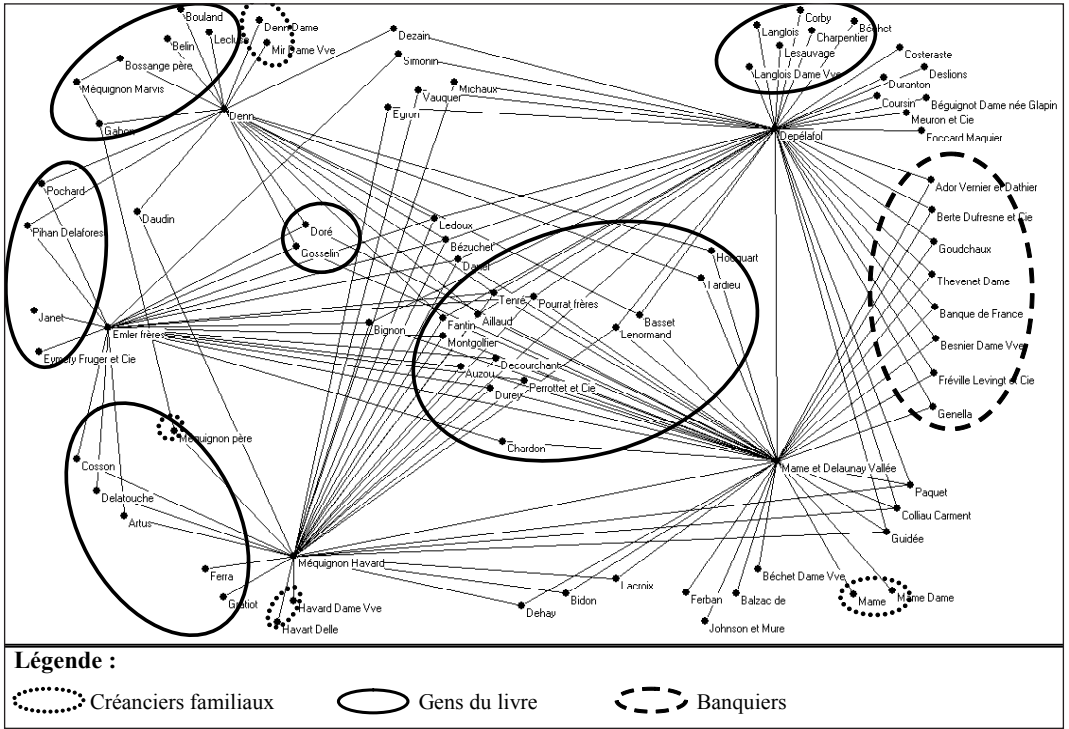 Bouland
Denn Dame
Corby
Belin
Lecluse
Mir Dame Vve
Dezain
Langlois
Charpentier
Béchet
Bossange père
Simonin
Lesauvage
Costeraste
Méquignon Marvis
Langlois Dame Vve
Deslions
Vauquer
Michaux
Duranton
Eyron
Coursin
Béguignot Dame née Glapin
Gabon
Denn
Meuron et Cie
Depélafol
Foccard Maquier
Pochard
Ador Vernier et Dathier
Daudin
Berte Dufresne et Cie
Pihan Delafores
Doré
Ledoux
Gosselin
Bézuchet
Goudchaux
Hocquart
Danel
Tardieu
Thevenet Dame
Terré
Pourrat frères
Janet
Emler frères
Bignon
Fantin
Aillaud
Basset
Banque de France
Montgolfier
Lenormand
Besnier Dame Vve
Eymery Fruger et Cie
Decourchant
Auzou
Perrottet et Cie
Fréville Levingt et Cie
Durey
Genella
Méquignon père
Chardon
Cosson
Mame et Delaunay Vallée
Delatouche
Paquet
Artus
Colliau Carment
Guidée
Méquignon Havard
Ferra
Béchet Dame Vve
Lacroix
Gratiot
Havard Dame Vve
Bidon
Ferban
Balzac de
Mame
Mame Dame
Dehay
Havart Delle
Johnson et Mure
Légende :
Créanciers familiaux
Gens du livre
Banquiers